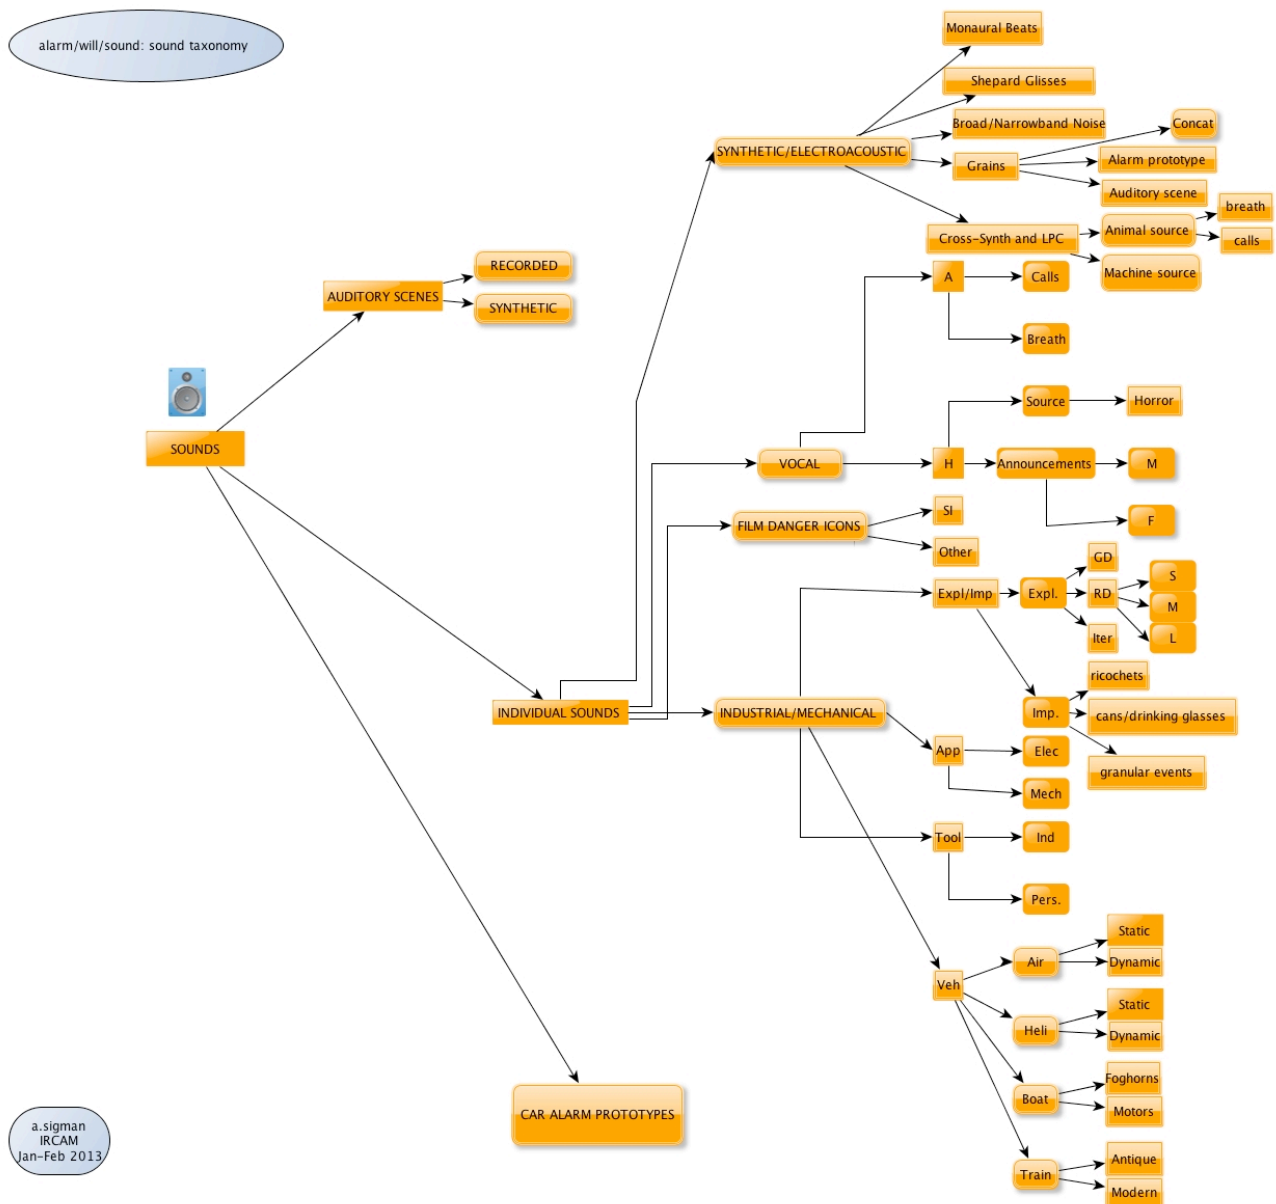 alarm/will/sound: sound taxonomy
Monaural Beats
Shepard Glisses
Broad/Narrowband Noise
Concat
SYNTHETIC/ELECTROACOUSTIC
Grains
Alarm prototype
Auditory scene
breath
Cross-Synth and LPC
Animal source
calls
Machine source
RECORDED
AUDITORY SCENES
SYNTHETIC
A
Calls
Breath
SOUNDS
Source
Horror
VOCAL
H
Announcements
M
F
FILM DANGER ICONS
SI
Other
GD
Expl/Imp
Expl.
RD
S
M
L
Iter
ricochets
INDIVIDUAL SOUNDS
INDUSTRIAL/MECHANICAL
Imp.
cans/drinking glasses
granular events
App
Elec
Mech
Tool
Ind
Pers.
Veh
Air
Static
Dynamic
Heli
Static
Dynamic
Boat
Foghorns
Motors
Train
Antique
Modern
CAR ALARM PROTOTYPES
a.sigman
IRCAM
Jan-Feb 2013